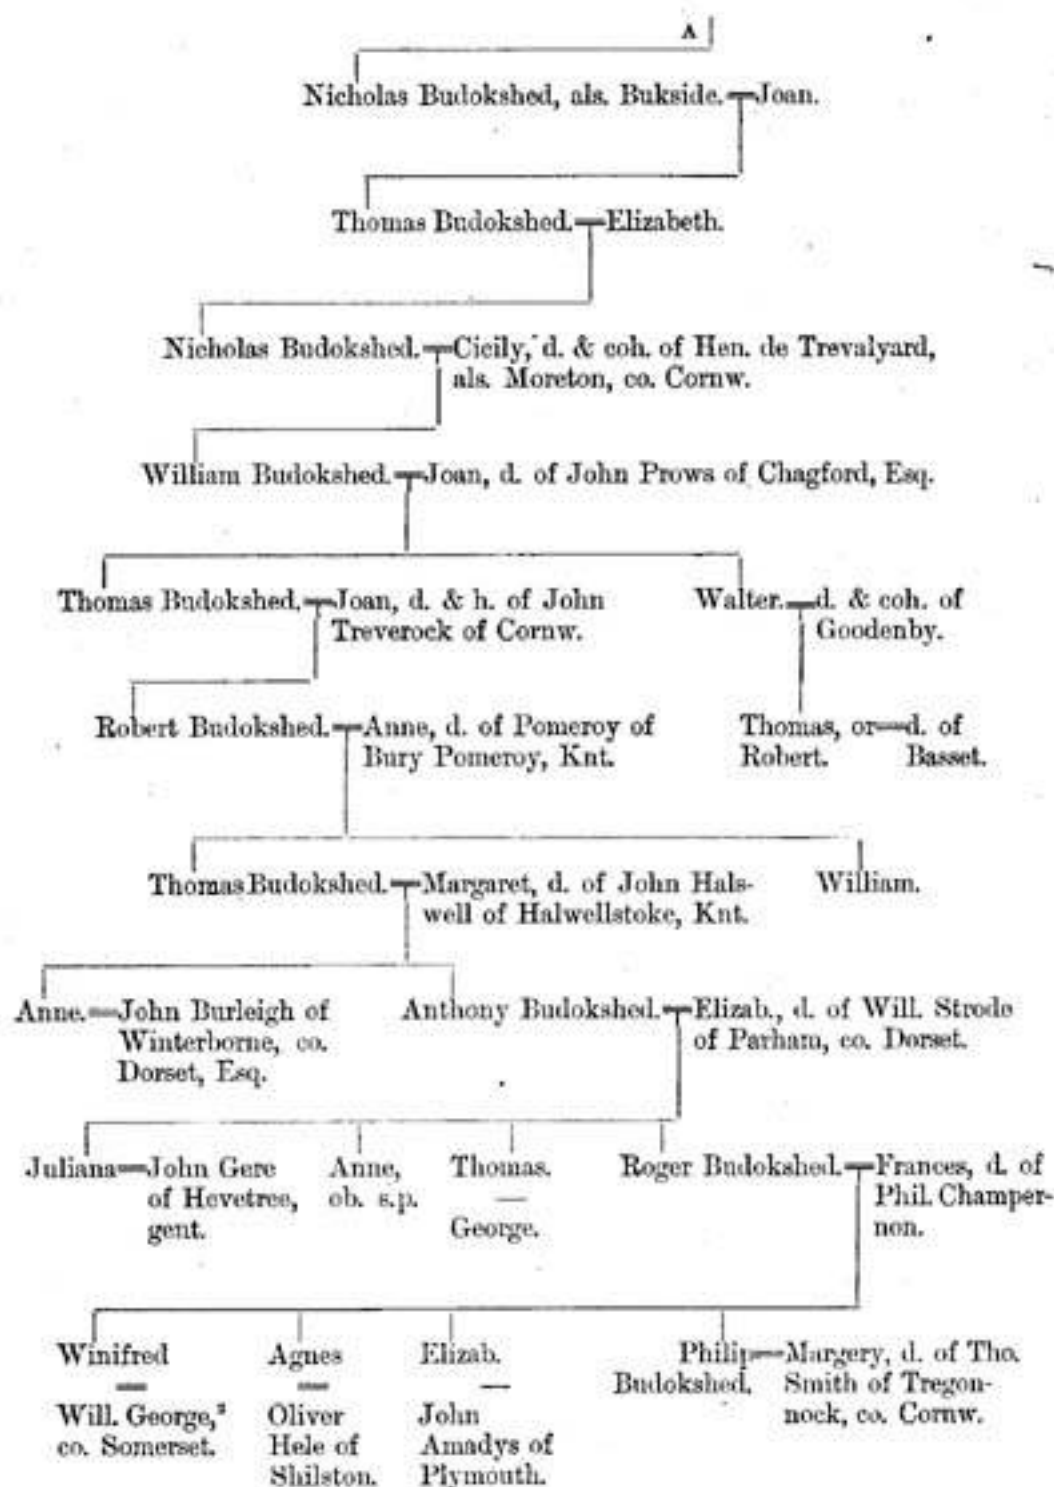 A
Nicholas Budokshed, als. Bukside.═Joan.
Thomas Budokshed.═Elizabeth.
Nicholas Budokshed.═Cicily, d. & coh. of Hen. de Trevalyard,
als. Moreton, co. Cornw.
William Budokshed.═Joan, d. of John Prows of Chagford, Esq.
Thomas Budokshed.═Joan, d. & h. of John
Treverock of Cornw.
Walter.═d. & coh. of
Goodenby.
Robert Budokshed.═Anne, d. of Pomeroy of
Bury Pomeroy, Knt.
Thomas, or═d. of
Robert. Basset.
Thomas Budokshed.═Margaret, d. of John Hals-
well of Halwellstoke, Knt.
William.
Anne.═John Burleigh of
Winterborne, co.
Dorset, Esq.
Anthony Budokshed.═Elizab., d. of Will. Strode
of Parham, co. Dorset.
Juliana═John Gere
of Hevetree,
gent.
Anne,
ob. s.p.
Thomas.
—
George.
Roger Budokshed.═Frances, d. of
Phil. Champer-
non.
Winifred
═
Will. George,²
co. Somerset.
Agnes
═
Oliver
Hele of
Shilston.
Elizab.
—
John
Amadys of
Plymouth.
Philip═Margery, d. of Tho.
Budokshed. Smith of Tregon-
nock, co. Cornw.